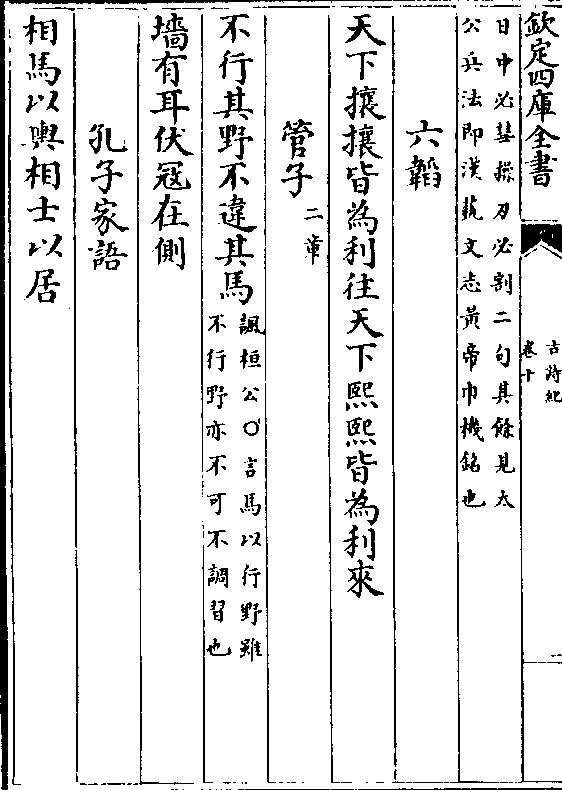 欽定四庫全書
古詩紀
卷十
日中必彗操刀必割二句其餘見太
公兵法即漢藝文志黃帝巾機銘也
六韜
天下攘攘皆為利往天下熙熙皆為利來
管子二章
不行其野不違其馬諷桓公○言馬以行野雖
不行野亦不可不調習也
墻有耳伏冦在側
孔子家語
相馬以輿相士以居